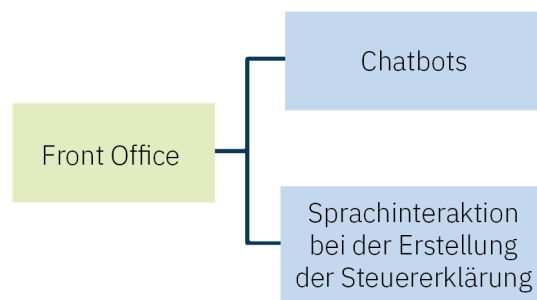 Chatbots
Front Office
Sprachinteraktion
bei der Erstellung
der Steuererklärung